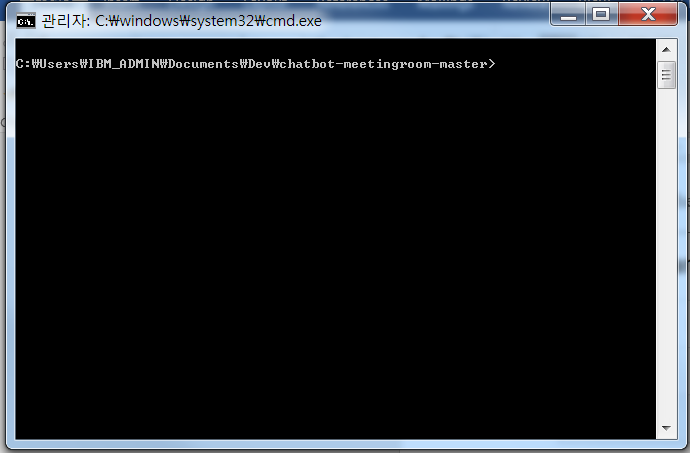 관리자: C:₩windows₩system32₩cmd.exe
C:₩Users₩IBM_ADMIN₩Documents₩Dev₩chatbot-meetingroom-master>